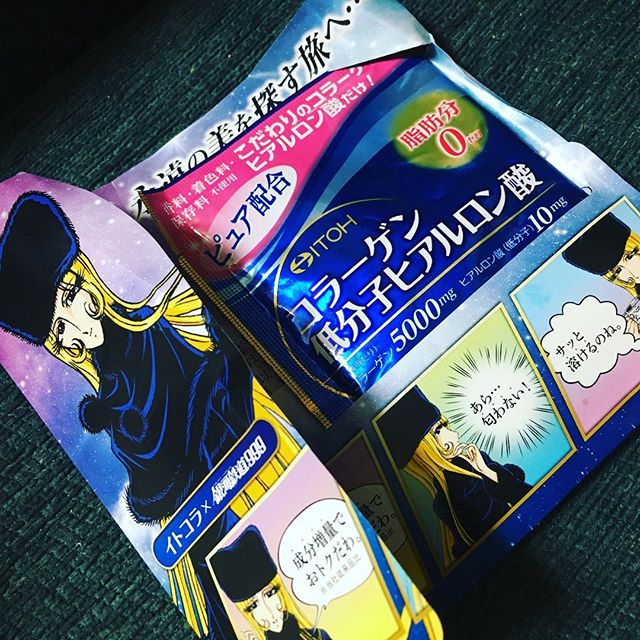 の美を探す旅へ…
こだわりのコラーゲ
ヒアルロン酸だけ!
料・着色料・
保存料 不使用
ピュア配合
脂肪分
0
ITOH
コラーゲン
低分子ヒアルロン酸
ーゲン 5000mg ヒアルロン酸(低分子)10mg
サッと
溶けるのね。
あら…
匂わない!
イトコラ×銀河鉄道999
成分増量で
おトクだわ。